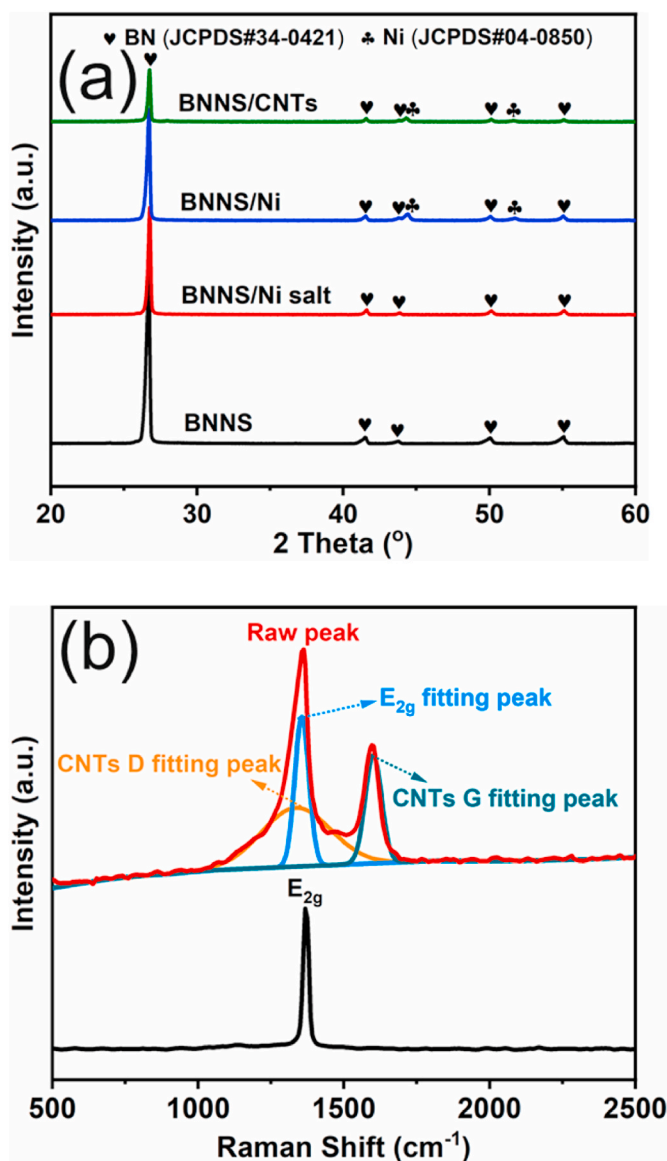 ♥ BN (JCPDS#34-0421) ♣ Ni (JCPDS#04-0850)
(a)
BNNS/CNTs
BNNS/Ni
BNNS/Ni salt
BNNS
Intensity (a.u.)
20 30 40 50 60
2 Theta (⁰)
(b)
Raw peak
E₂g fitting peak
CNTs D fitting peak
CNTs G fitting peak
E₂g
Intensity (a.u.)
500 1000 1500 2000 2500
Raman Shift (cm⁻¹)